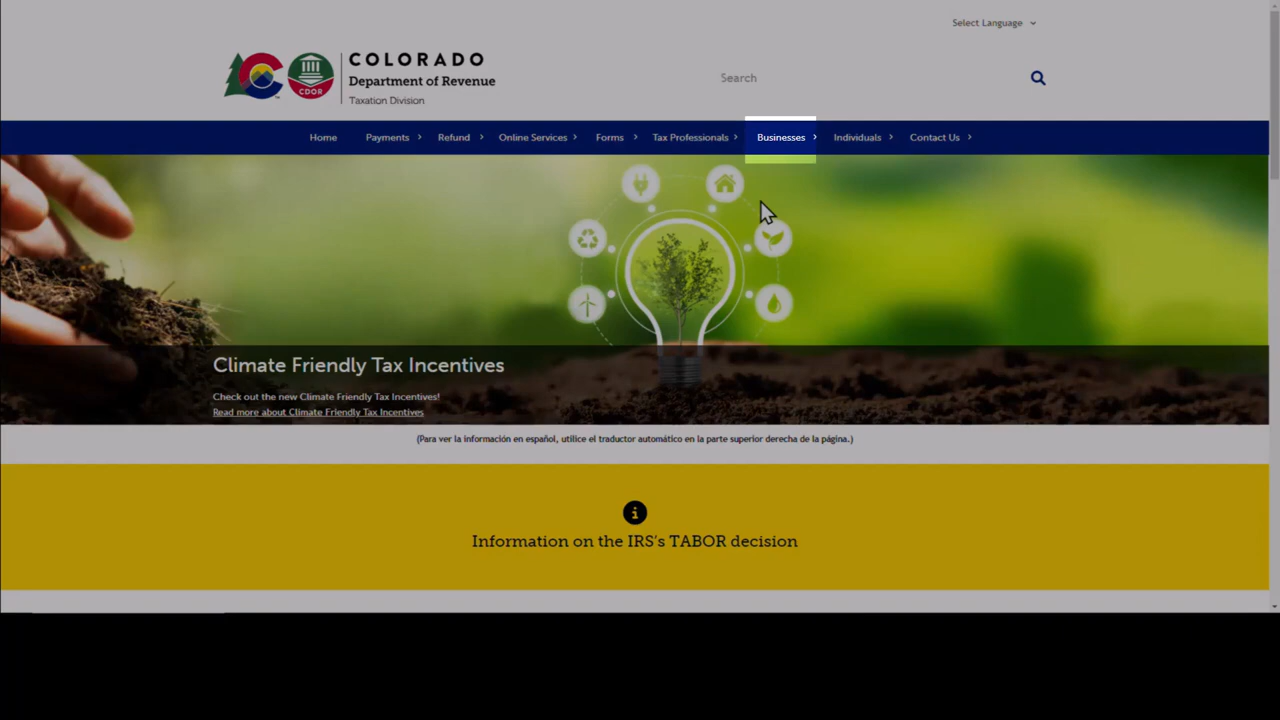 Select Language
COLORADO
Department of Revenue
Taxation Division
CDOR
Search
Home Payments Refund Online Services Forms Tax Professionals Businesses Individuals Contact Us
Climate Friendly Tax Incentives
Check out the new Climate Friendly Tax Incentives!
Read more about Climate Friendly Tax Incentives
(Para ver la información en español, utilice el traductor automático en la parte superior derecha de la página.)
Information on the IRS's TABOR decision